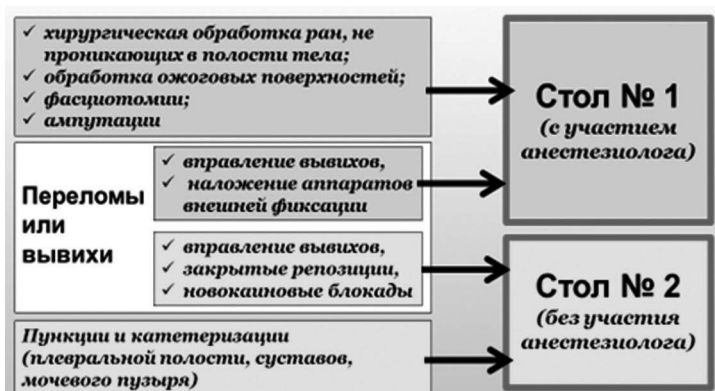 ✓ хирургическая обработка ран, не
проникающих в полости тела;
✓ обработка ожоговых поверхностей;
✓ фасциотомии;
✓ ампутации
Стол № 1
(с участием
анестезиолога)
Переломы
или
вывихи
✓ вправление вывихов,
✓ наложение аппаратов
внешней фиксации
✓ вправление вывихов,
✓ закрытые репозиции,
✓ новокаиновые блокады
Стол № 2
(без участия
анестезиолога)
Пункции и катетеризации
(плевральной полости, суставов,
мочевого пузыря)